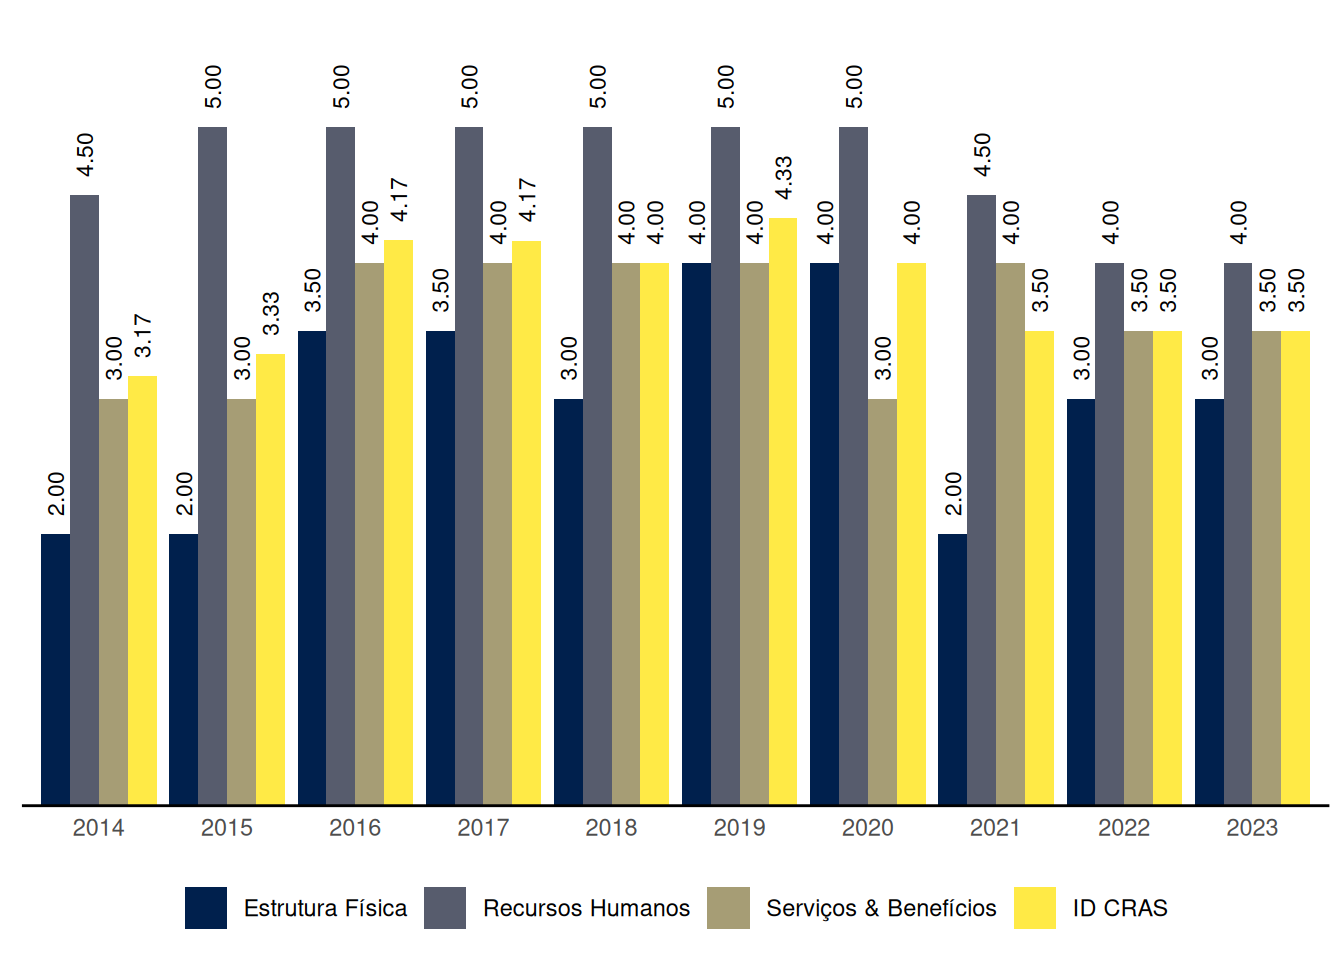 2.00 4.50 3.00 3.17
2.00 5.00 3.00 3.33
3.50 5.00 4.00 4.17
3.50 5.00 4.00 4.17
3.00 5.00 4.00 4.00
4.00 5.00 4.00 4.33
4.00 5.00 3.00 4.00
2.00 4.50 4.00 3.50
3.00 4.00 3.50 3.50
3.00 4.00 3.50 3.50
2014 2015 2016 2017 2018 2019 2020 2021 2022 2023
Estrutura Física Recursos Humanos Serviços & Benefícios ID CRAS